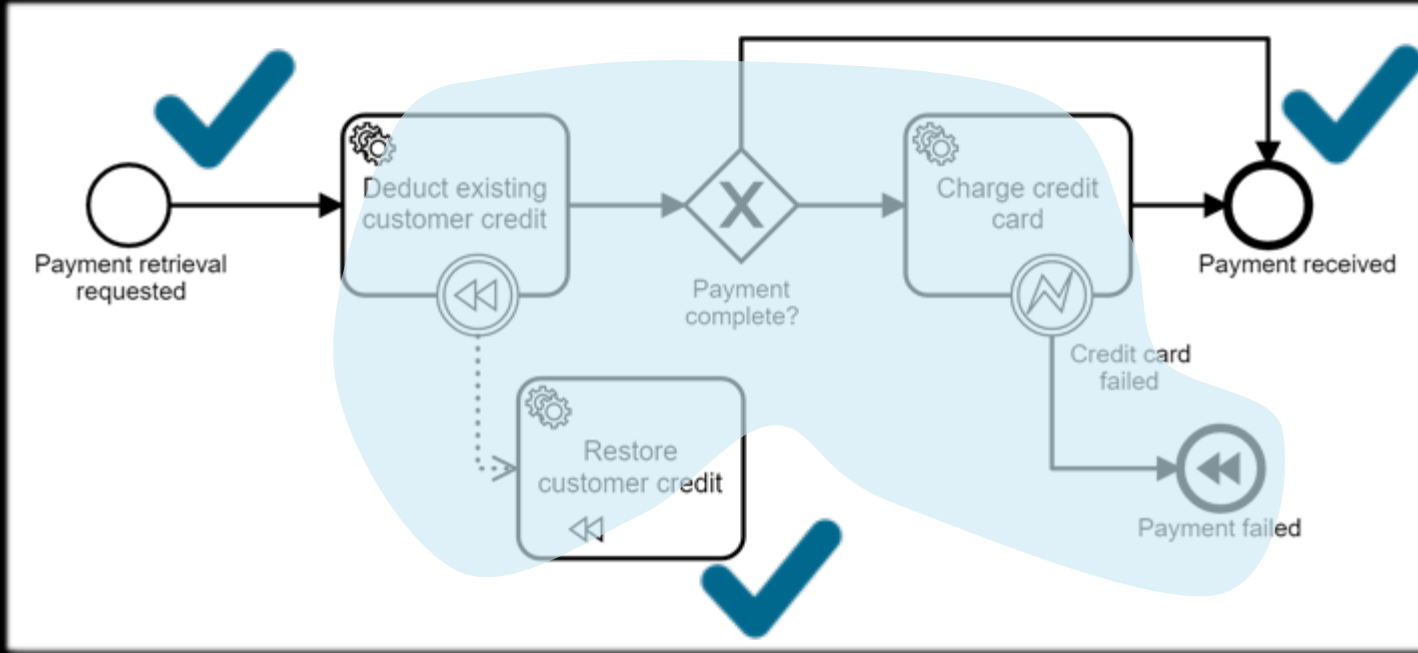 Deduct existing
customer credit
Charge credit
card
Payment retrieval
requested
Payment
complete?
Payment received
Credit card
failed
Restore
customer credit
Payment failed